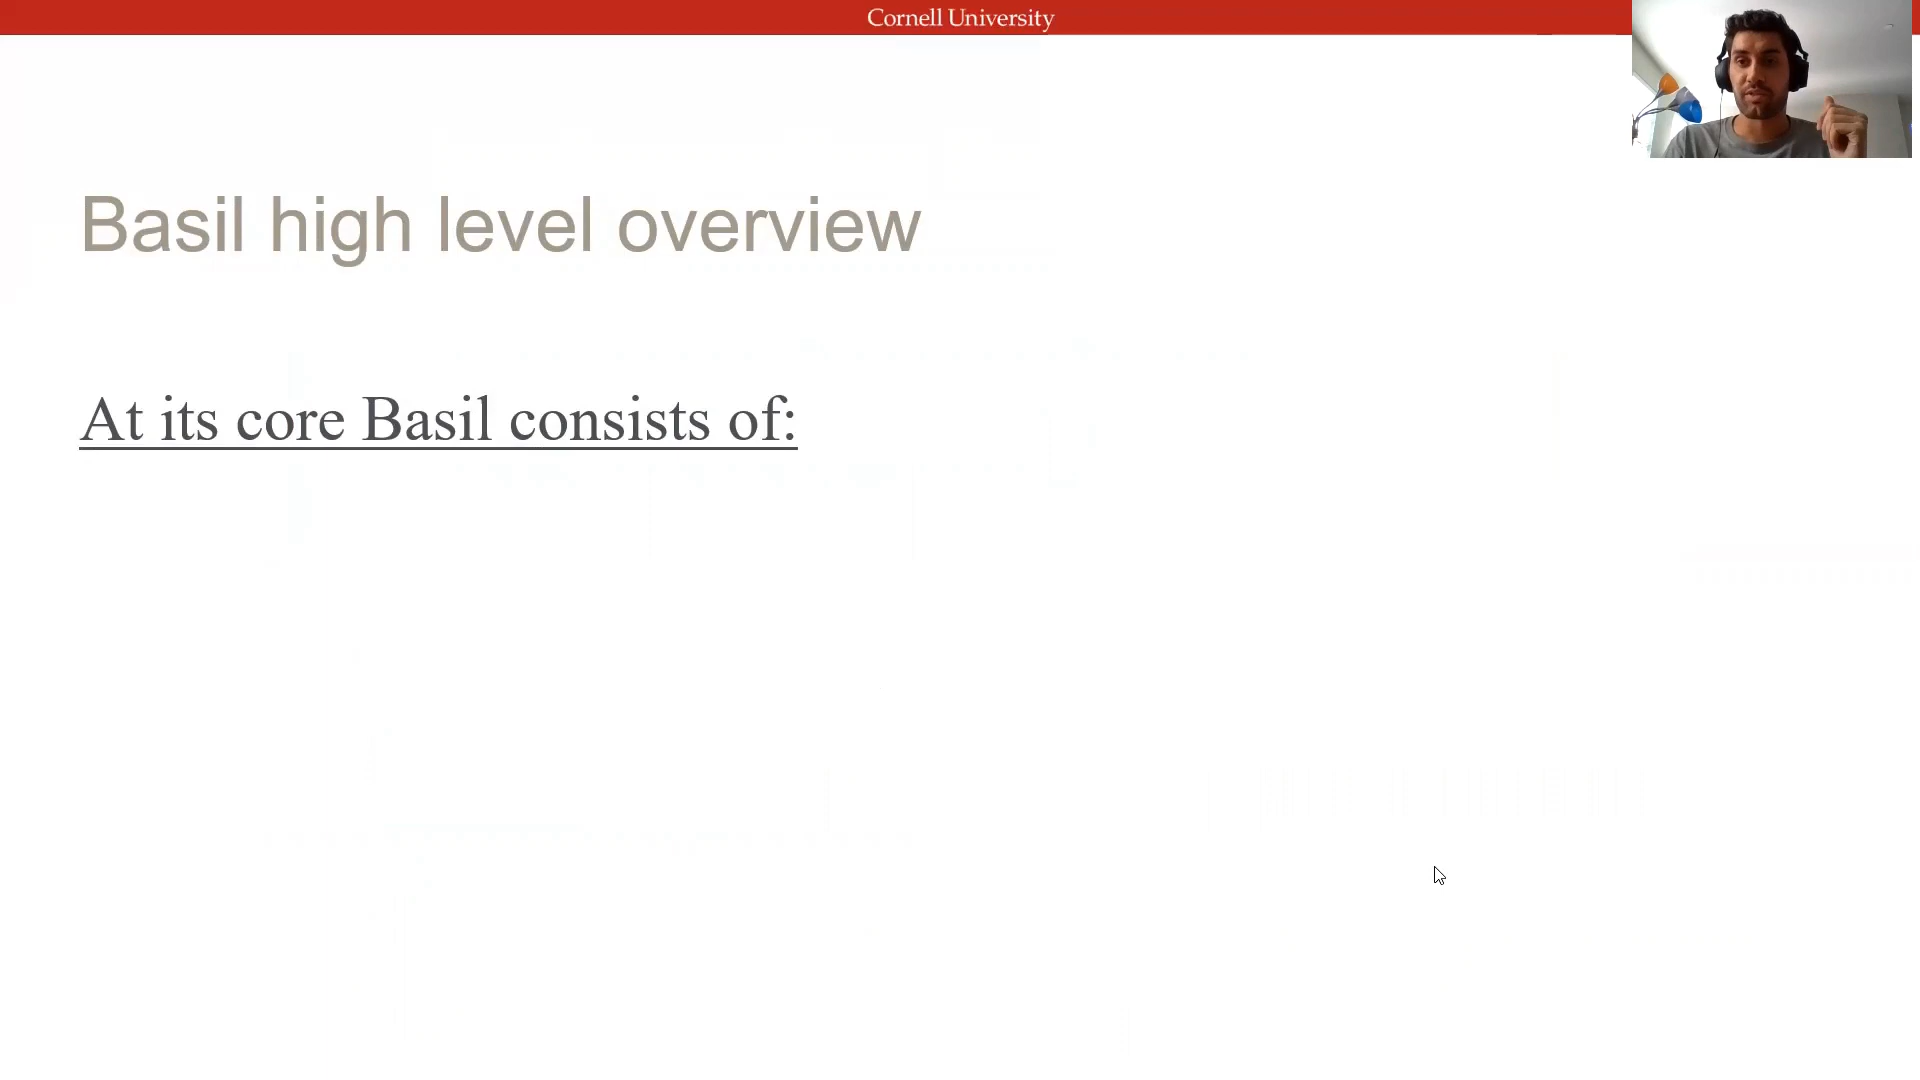 Cornell University
Basil high level overview
At its core Basil consists of: